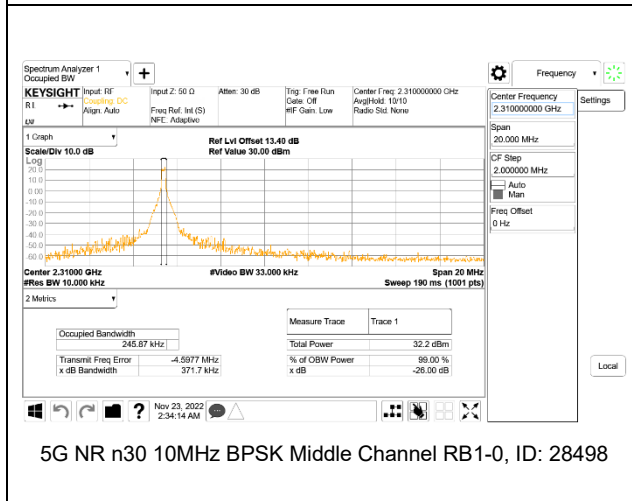 Spectrum Analyzer 1
Occupied BW
+
Frequency
KEYSIGHT
Input: RF
Coupling: DC
Align: Auto
Input Z: 50 Ω
Freq Ref: Int (S)
NFE: Adaptive
Atten: 30 dB
Trig: Free Run
Gate: Off
#IF Gain: Low
Center Freq: 2.310000000 GHz
Avg|Hold: 10/10
Radio Std: None
Center Frequency
2.310000000 GHz
Settings
Span
20.000 MHz
CF Step
2.000000 MHz
Auto
Man
Freq Offset
0 Hz
Local
1 Graph
Scale/Div 10.0 dB
Ref Lvl Offset 13.40 dB
Ref Value 30.00 dBm
Log
20.0
10.0
0.00
-10.0
-20.0
-30.0
-40.0
-50.0
-60.0
Center 2.31000 GHz
#Video BW 33.000 kHz
Span 20 MHz
#Res BW 10.000 kHz
Sweep 190 ms (1001 pts)
2 Metrics
Occupied Bandwidth
245.87 kHz
Transmit Freq Error -4.5977 MHz
x dB Bandwidth 371.7 kHz
Measure Trace Trace 1
Total Power 32.2 dBm
% of OBW Power 99.00 %
x dB -26.00 dB
?
Nov 23, 2022
2:34:14 AM
5G NR n30 10MHz BPSK Middle Channel RB1-0, ID: 28498